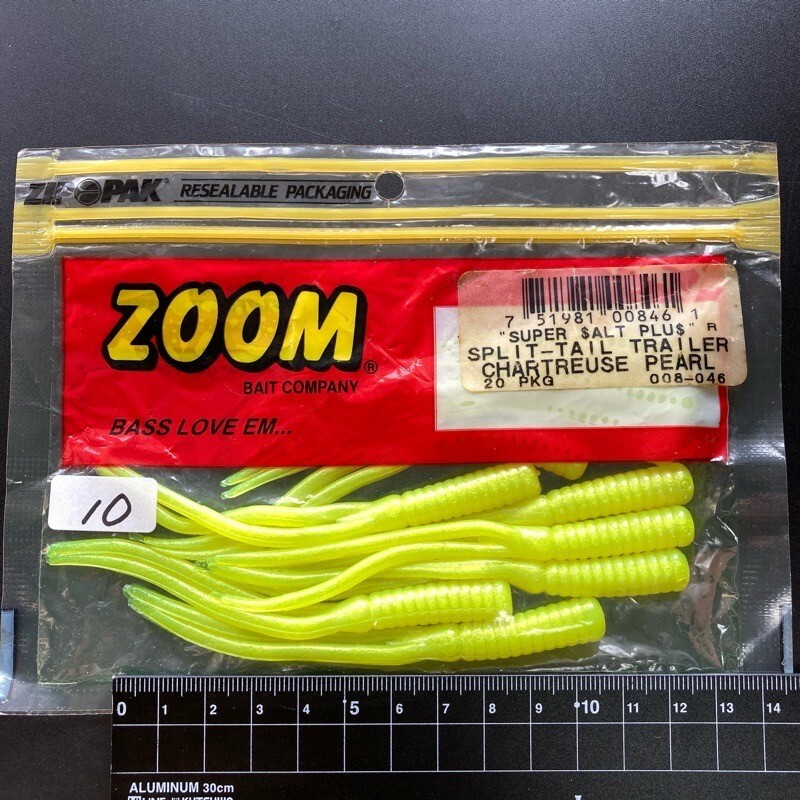 ZIP-PAK® RESEALABLE PACKAGING
ZOOM®
BAIT COMPANY
BASS LOVE EM...
7 51981 00846 1
"SUPER $ALT PLU$" R
SPLIT-TAIL TRAILER
CHARTREUSE PEARL
20 PKG 008-046
10
0 1 2 3 4 5 6 7 8 9 10 11 12 13 14
ALUMINUM 30cm